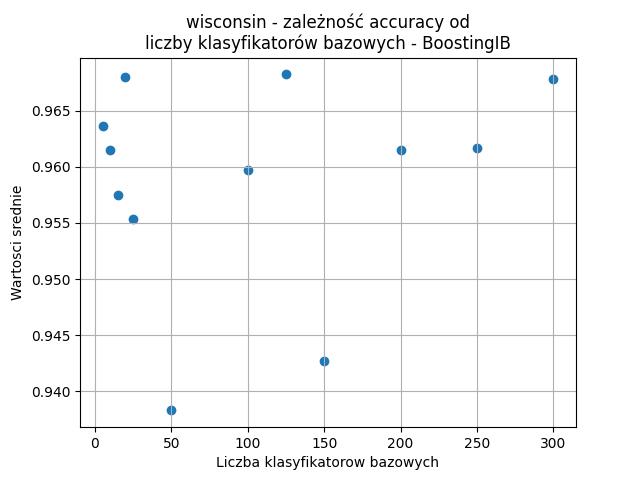 wisconsin - zależność accuracy od
liczby klasyfikatorów bazowych - BoostingIB
0.965
0.960
0.955
0.950
0.945
0.940
Wartosci srednie
0 50 100 150 200 250 300
Liczba klasyfikatorow bazowych